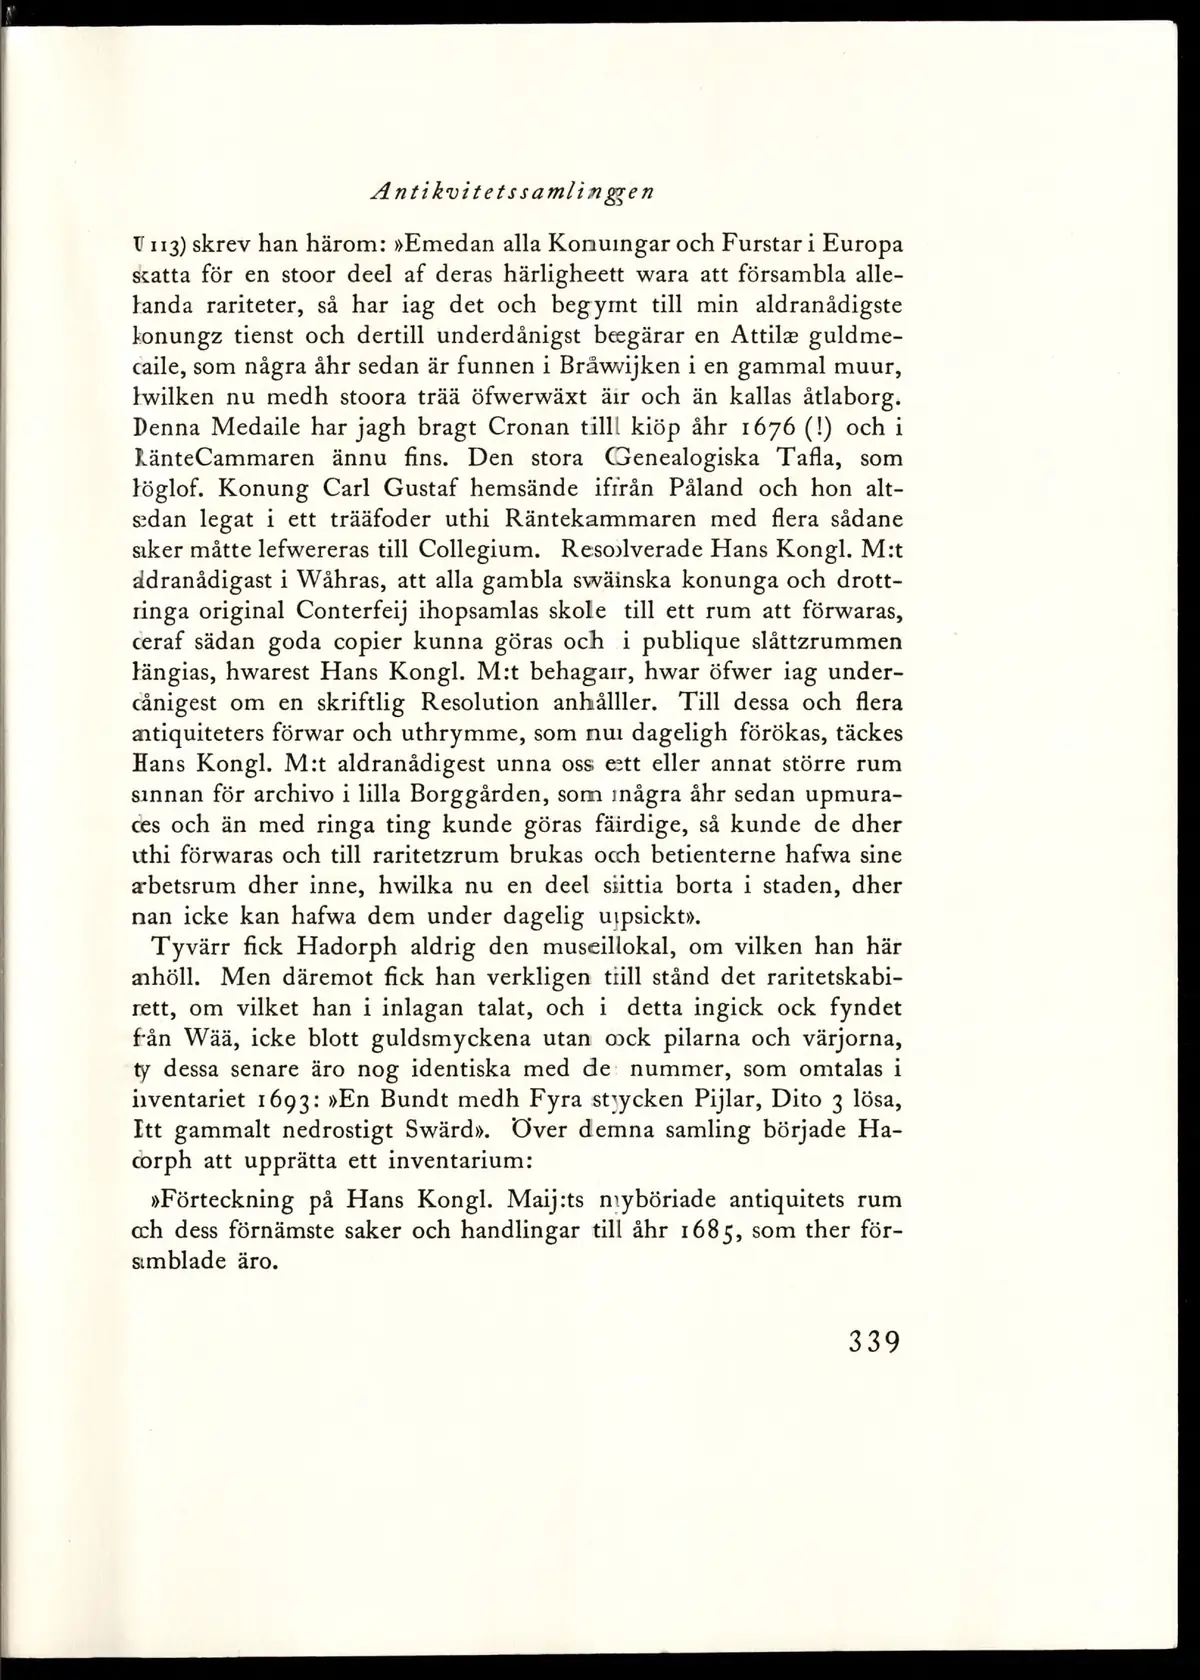 Antikvitetssamlingen
U 113) skrev han härom: »Emedan alla Konungar och Furstar i Europa
skatta för en stoor deel af deras härligheett wara att försambla alle-
handa rariteter, så har iag det och begynt till min aldranådigste
konungz tienst och dertill underdånigst begärar en Attilæ guldme-
daile, som några åhr sedan är funnen i Bråwijken i en gammal muur,
hwilken nu medh stoora trää öfwerwäxt är och än kallas åtlaborg.
Denna Medaile har jagh bragt Cronan till kiöp åhr 1676 (!) och i
RänteCammaren ännu fins. Den stora Genealogiska Tafla, som
höglof. Konung Carl Gustaf hemsände ifrån Påland och hon alt-
sedan legat i ett trääfoder uthi Räntekammaren med flera sådane
saker måtte lefwereras till Collegium. Resolverade Hans Kongl. M:t
aldranådigast i Wåhras, att alla gambla swänska konunga och drott-
ninga original Conterfeij ihopsamlas skole till ett rum att förwaras,
deraf sädan goda copier kunna göras och i publique slåttzrummen
hängias, hwarest Hans Kongl. M:t behagar, hwar öfwer iag under-
dånigest om en skriftlig Resolution anhåller. Till dessa och flera
antiquiteters förwar och uthrymme, som nu dageligh förökas, täckes
Hans Kongl. M:t aldranådigest unna oss ett eller annat större rum
sinnan för archivo i lilla Borggården, som några åhr sedan upmura-
des och än med ringa ting kunde göras färdige, så kunde de dher
uthi förwaras och till raritetzrum brukas och betienterne hafwa sine
arbetsrum dher inne, hwilka nu en deel sittia borta i staden, dher
man icke kan hafwa dem under dagelig upsickt».
Tyvärr fick Hadorph aldrig den museilokal, om vilken han här
anhöll. Men däremot fick han verkligen till stånd det raritetskabi-
nett, om vilket han i inlagan talat, och i detta ingick ock fyndet
från Wää, icke blott guldsmyckena utan ock pilarna och värjorna,
ty dessa senare äro nog identiska med de nummer, som omtalas i
inventariet 1693: »En Bundt medh Fyra stycken Pijlar, Dito 3 lösa,
Itt gammalt nedrostigt Swärd». Över denna samling började Ha-
dorph att upprätta ett inventarium:
»Förteckning på Hans Kongl. Maij:ts nyböriade antiquitets rum
och dess förnämste saker och handlingar till åhr 1685, som ther för-
samblade äro.
339